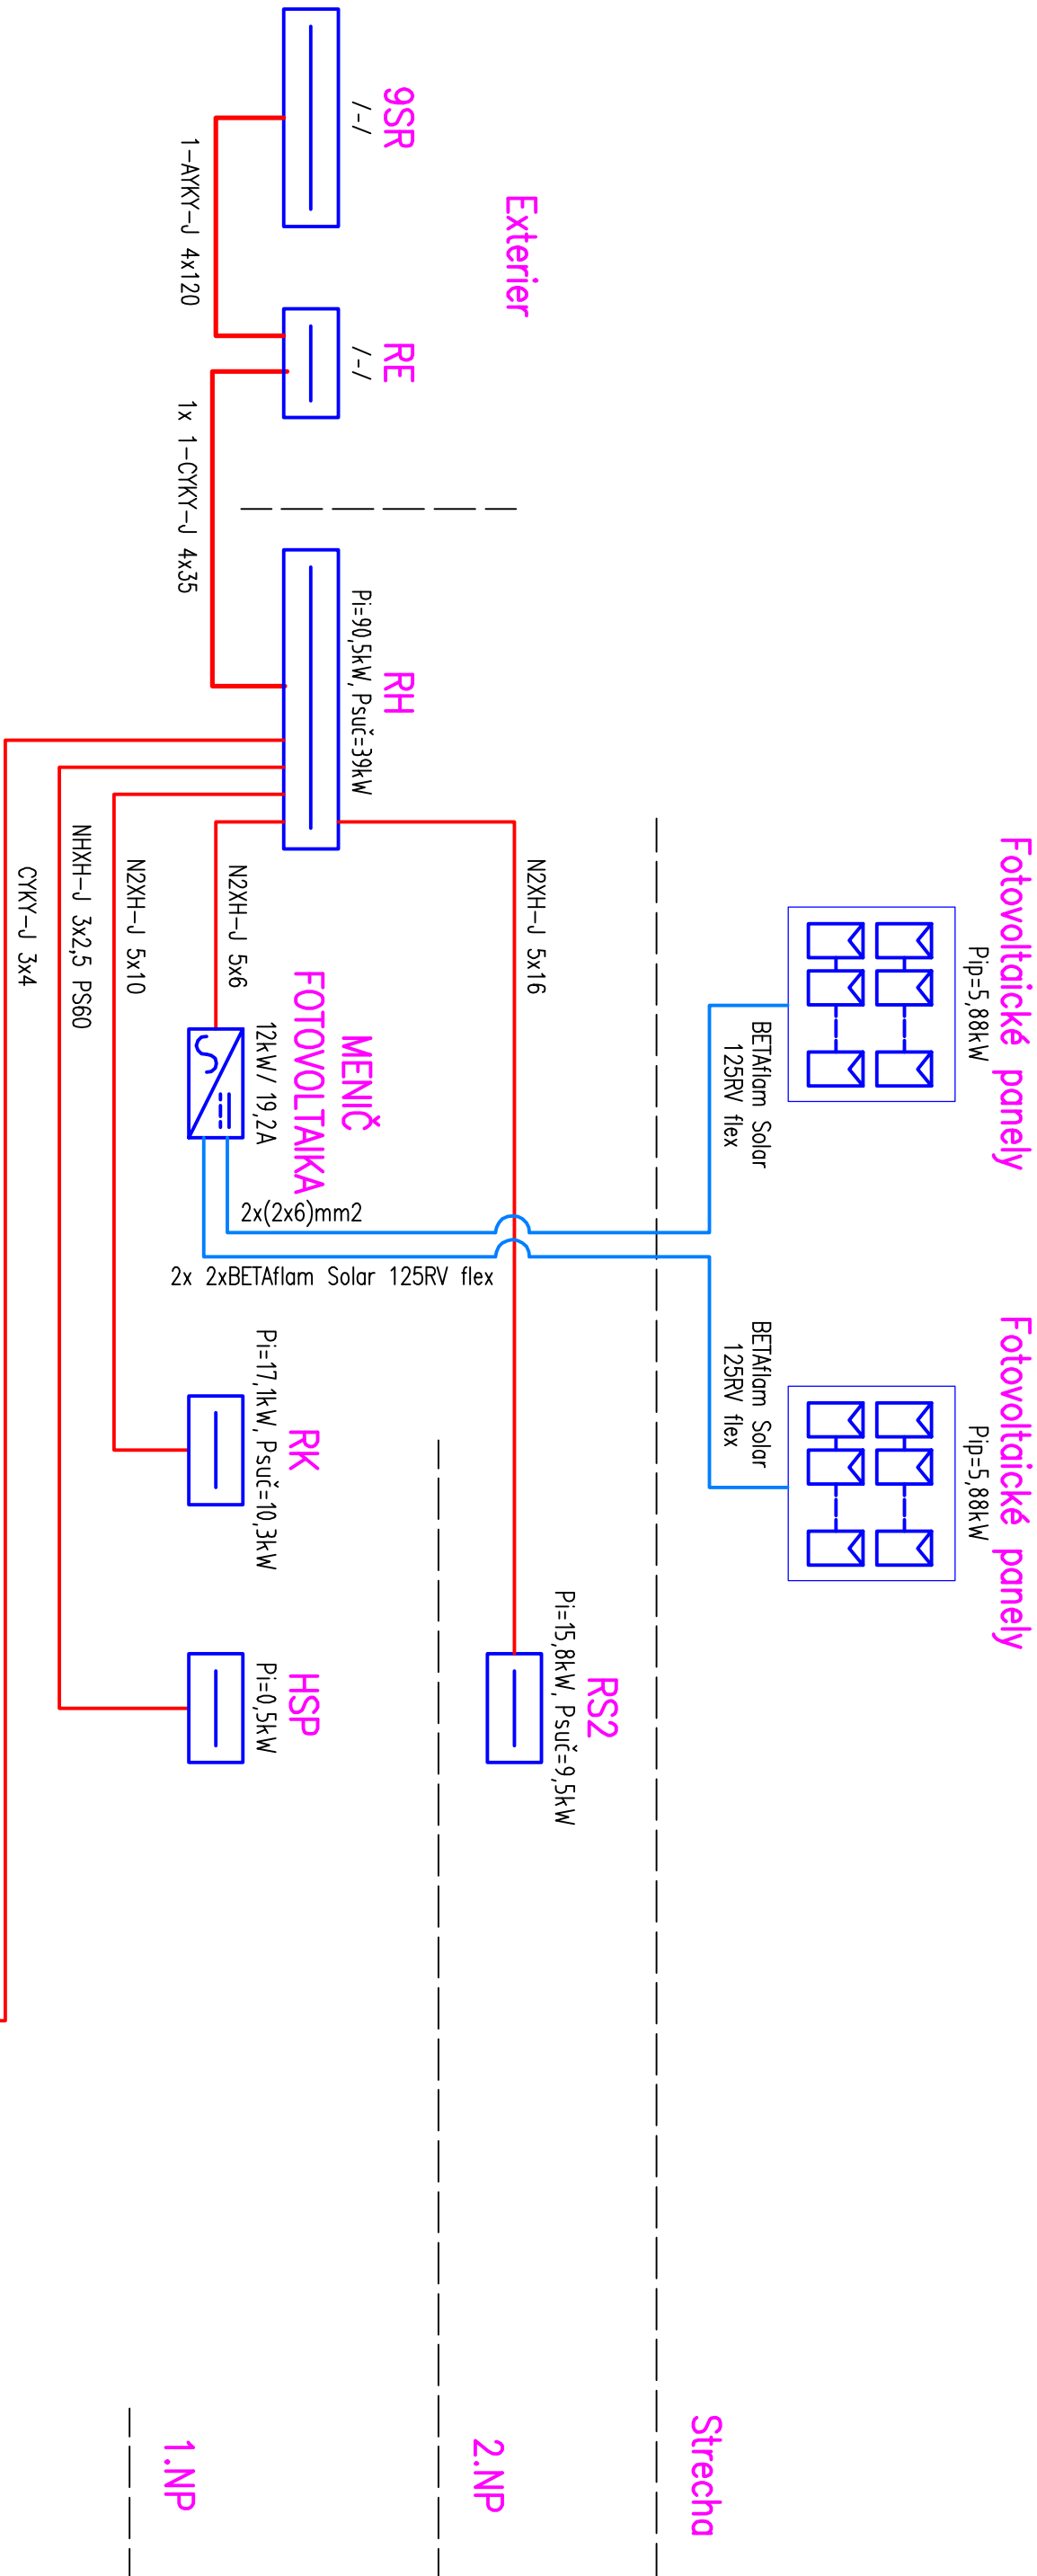 Fotovoltaické panely
Pip=5,88kW
BETAflam Solar
125RV flex
Fotovoltaické panely
Pip=5,88kW
BETAflam Solar
125RV flex
Strecha
Exterier
RS2
Pi=15,8kW, Psuč=9,5kW
N2XH-J 5x16
2.NP
9SR
/-/
1-AYKY-J 4x120
RE
/-/
1x 1-CYKY-J 4x35
RH
Pi=90,5kW, Psuč=39kW
MENIČ
FOTOVOLTAIKA
12kW/ 19,2A
N2XH-J 5x6
2x(2x6)mm2
2x 2xBETAflam Solar 125RV flex
RK
Pi=17,1kW, Psuč=10,3kW
HSP
Pi=0,5kW
1.NP
N2XH-J 5x10
NHXH-J 3x2,5 PS60
CYKY-J 3x4